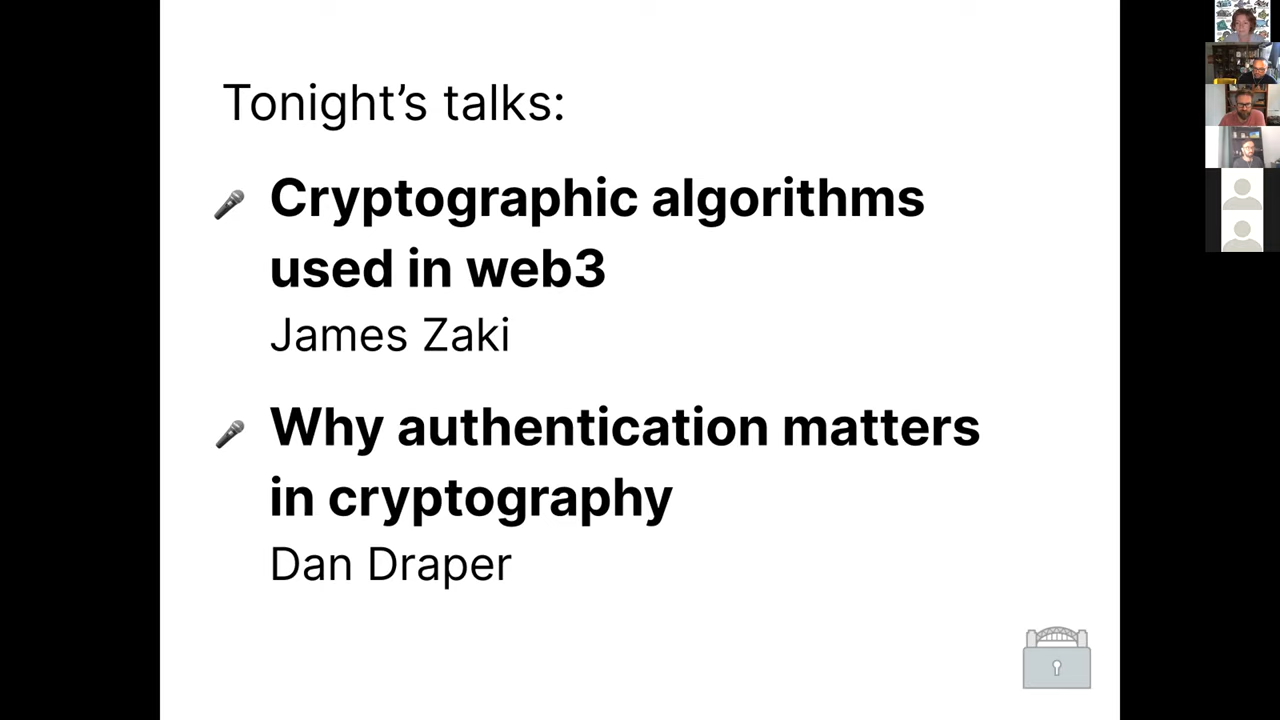 Tonight’s talks:
Cryptographic algorithms
used in web3
James Zaki
Why authentication matters
in cryptography
Dan Draper